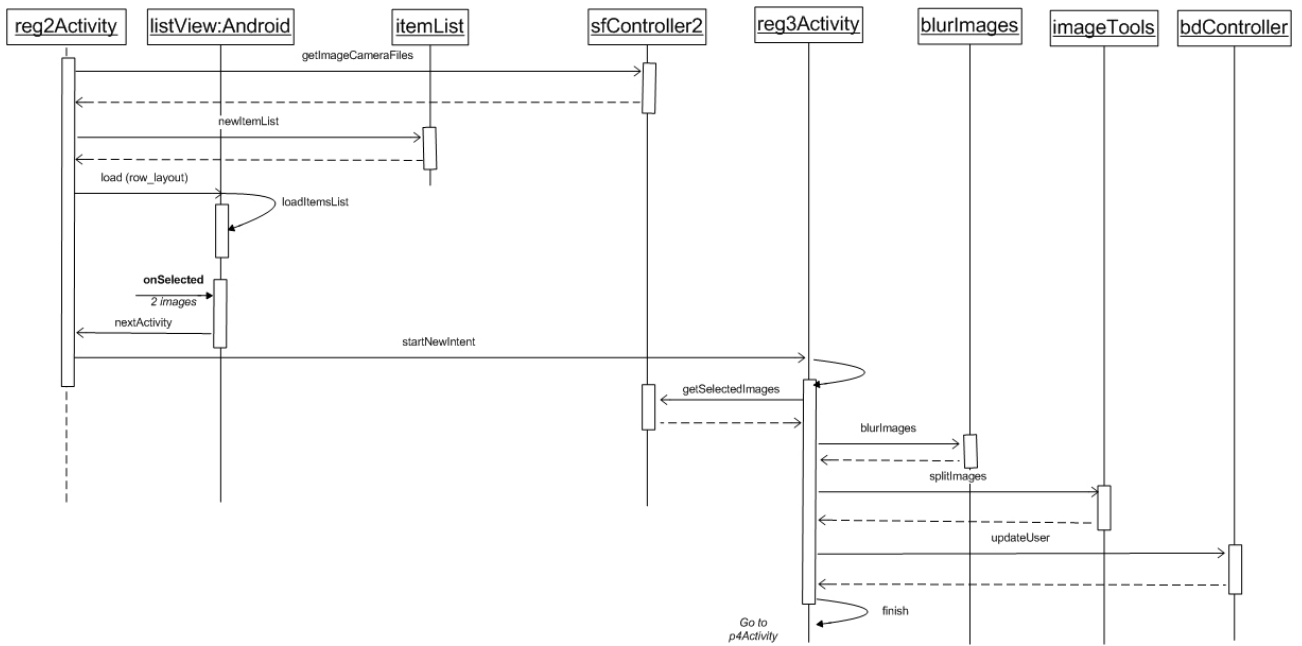 reg2Activity
listView:Android
itemList
sfController2
reg3Activity
blurImages
imageTools
bdController
getImageCameraFiles
newItemList
load (row_layout)
loadItemsList
onSelected
2 images
nextActivity
startNewIntent
getSelectedImages
blurImages
splitImages
updateUser
finish
Go to
p4Activity